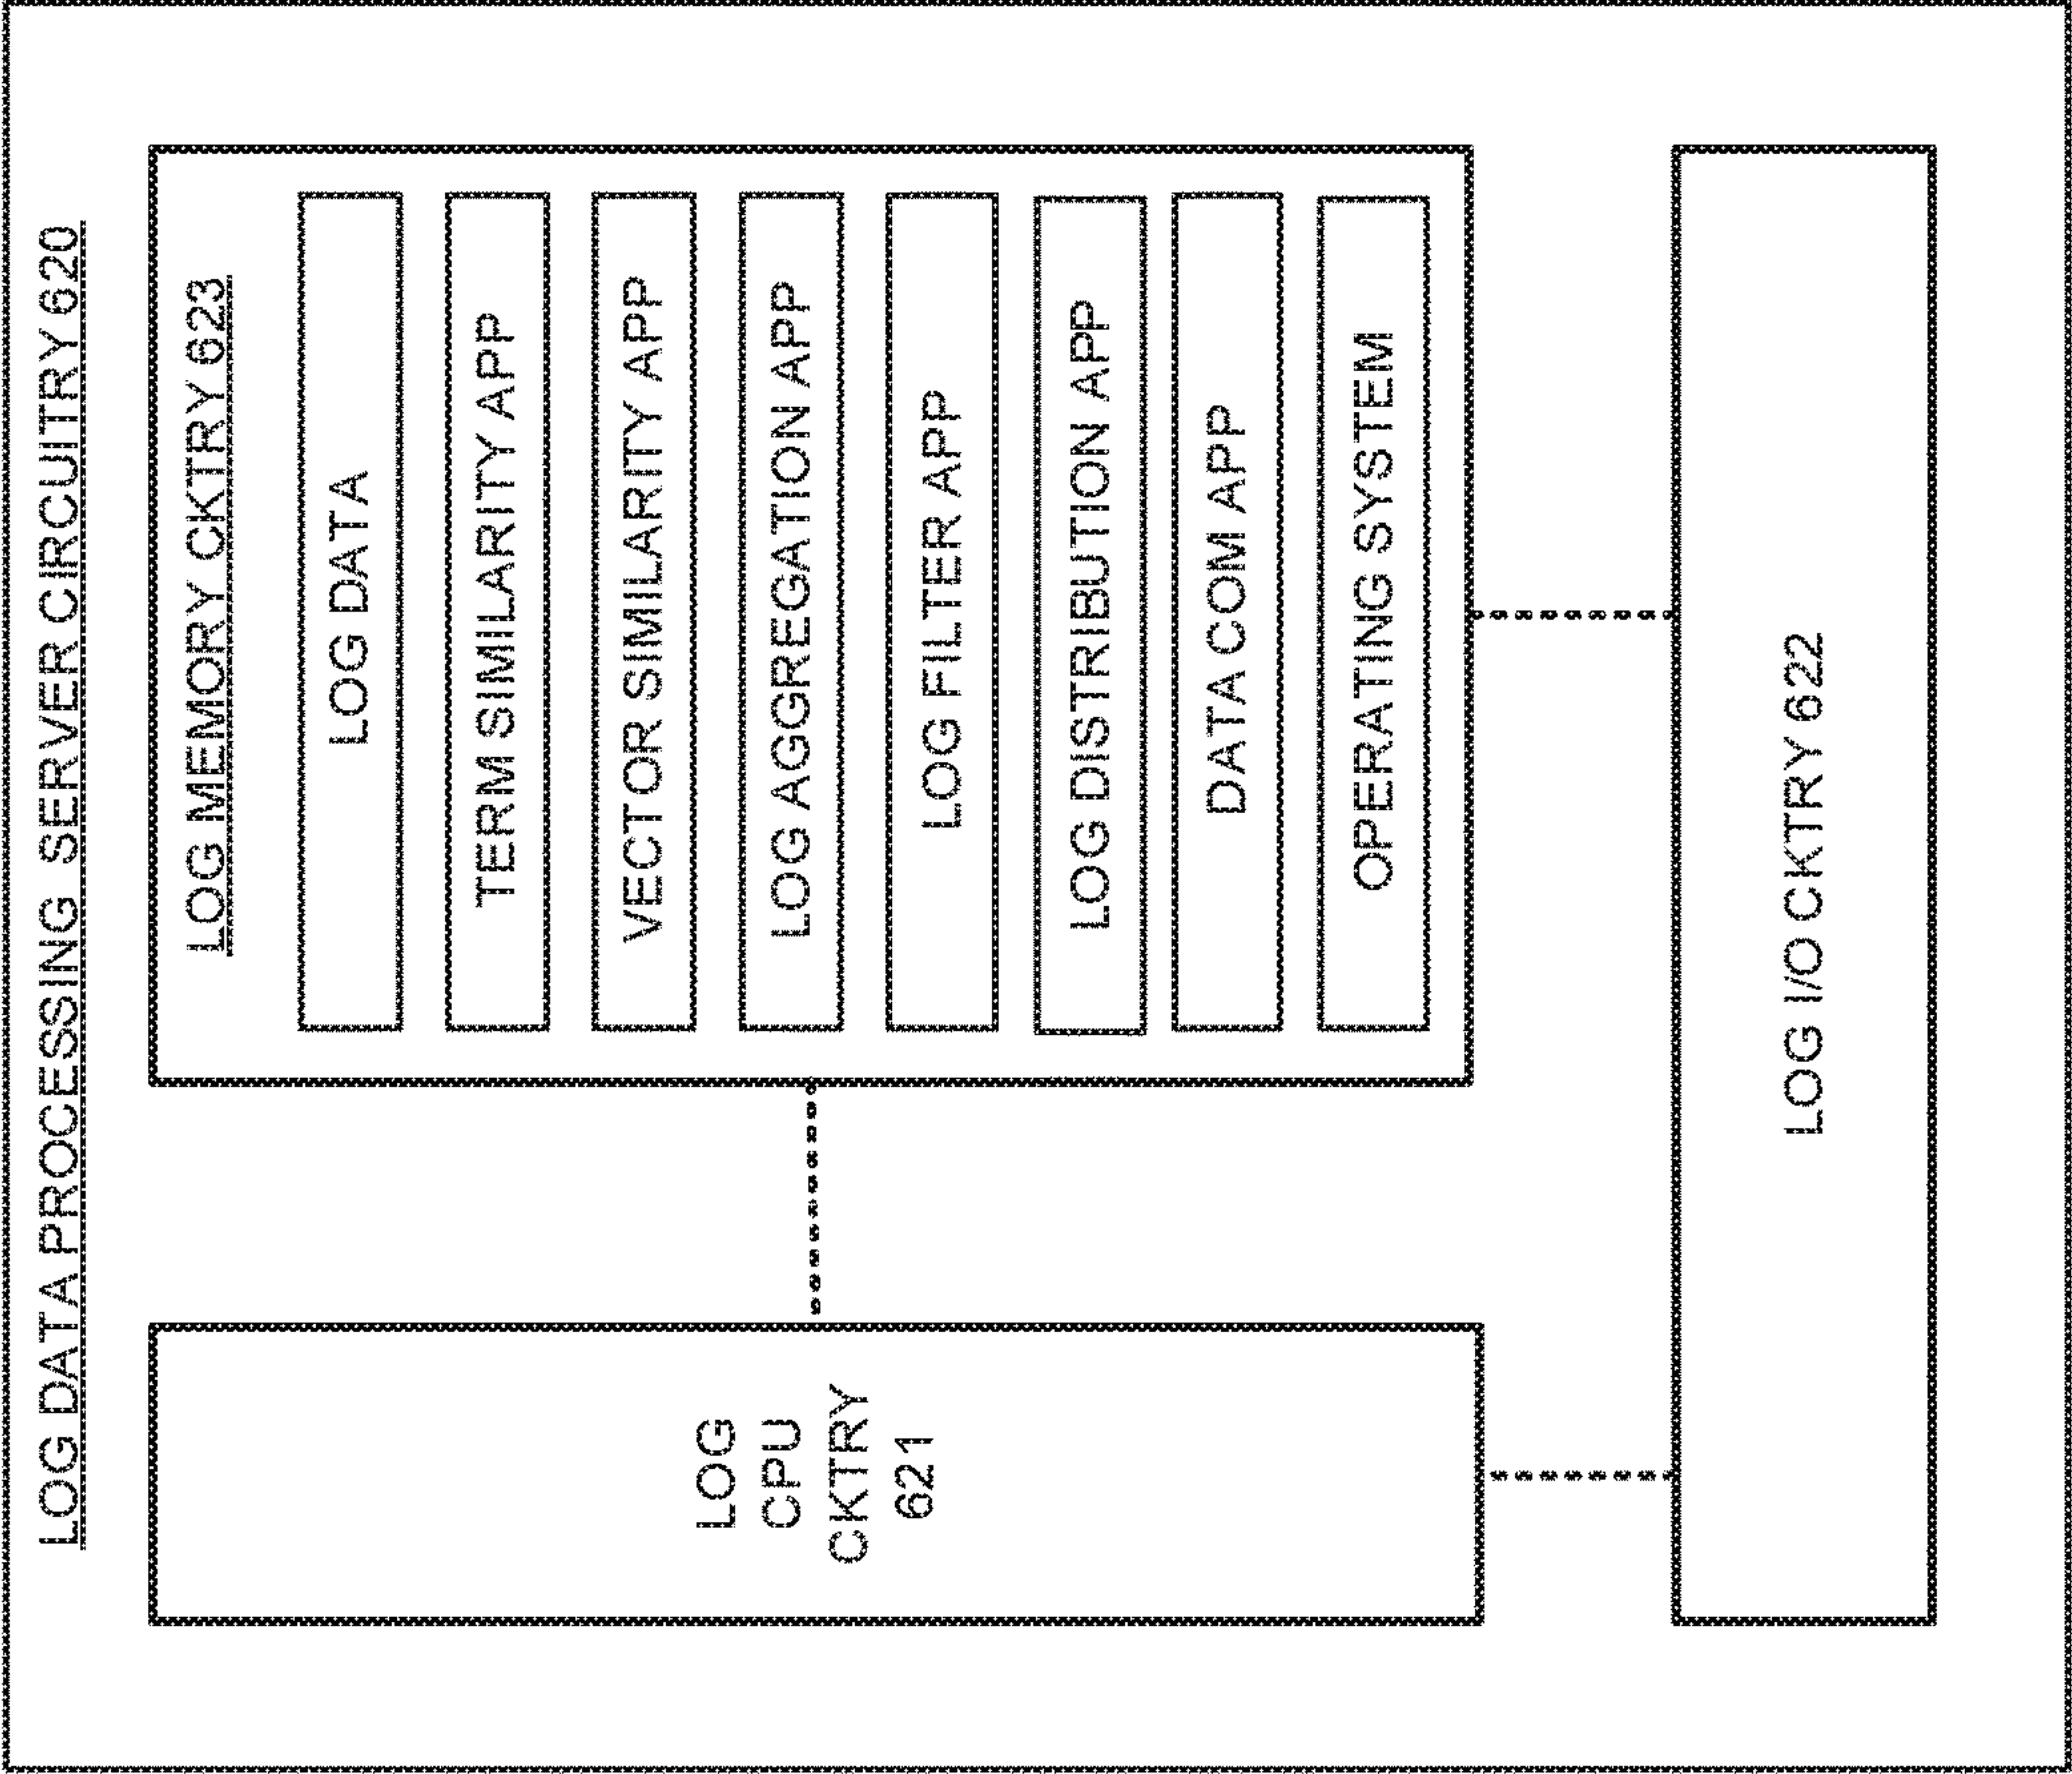 LOG DATA PROCESSING SERVER CIRCUITRY 620
LOG CPU CKTRY 621
LOG MEMORY CKTRY 623
LOG DATA
TERM SIMILARITY APP
VECTOR SIMILARITY APP
LOG AGGREGATION APP
LOG FILTER APP
LOG DISTRIBUTION APP
DATA COM APP
OPERATING SYSTEM
LOG I/O CKTRY 622